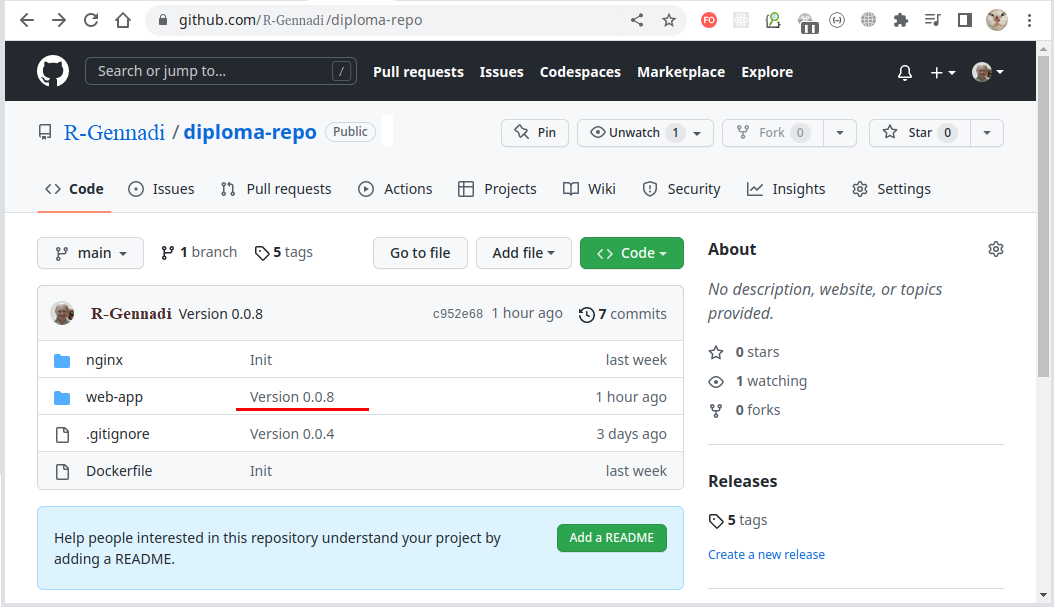 github.com/R-Gennadi/diploma-repo
FO
Search or jump to... / Pull requests Issues Codespaces Marketplace Explore
R-Gennadi / diploma-repo Public Pin Unwatch 1 Fork 0 Star 0
Code Issues Pull requests Actions Projects Wiki Security Insights Settings
main 1 branch 5 tags Go to file Add file Code
R-Gennadi Version 0.0.8 c952e68 1 hour ago 7 commits
nginx Init last week
web-app Version 0.0.8 1 hour ago
.gitignore Version 0.0.4 3 days ago
Dockerfile Init last week
Help people interested in this repository understand your project by
adding a README.
Add a README
About
No description, website, or topics
provided.
0 stars
1 watching
0 forks
Releases
5 tags
Create a new release